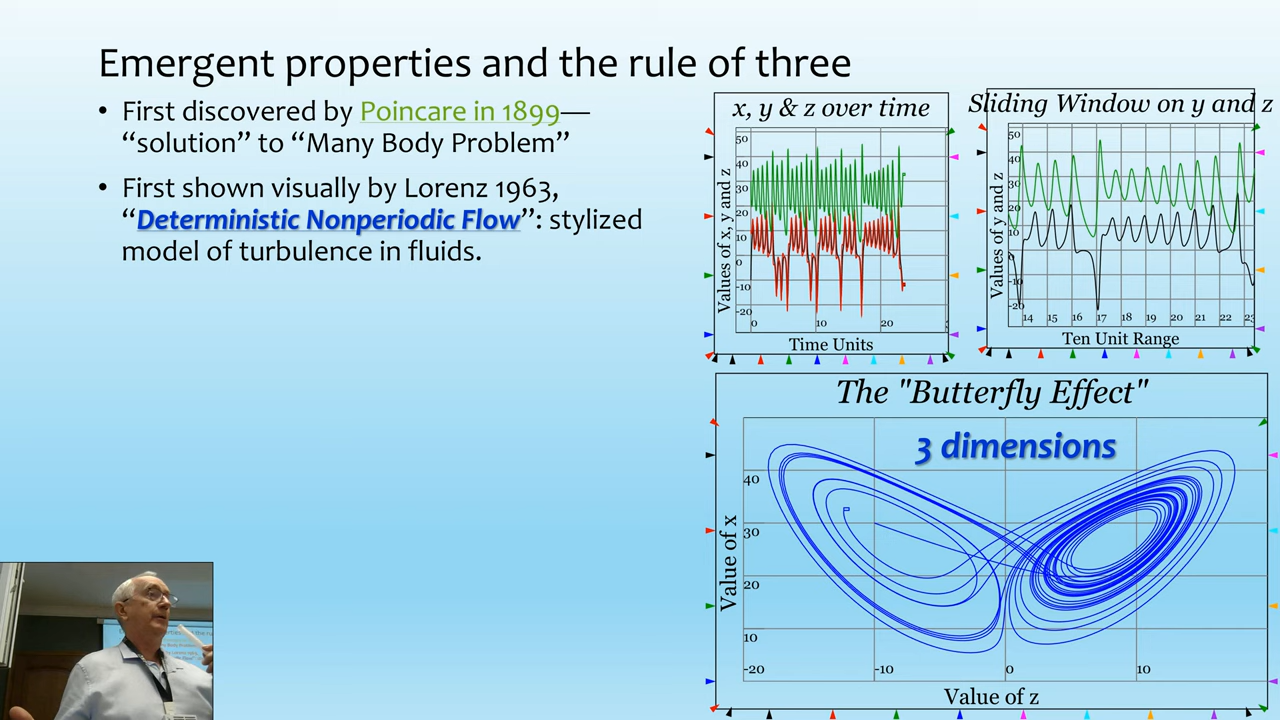 Emergent properties and the rule of three
• First discovered by Poincare in 1899—
“solution” to “Many Body Problem”
• First shown visually by Lorenz 1963,
“Deterministic Nonperiodic Flow”: stylized
model of turbulence in fluids.
x, y & z over time
Values of x, y and z
50
40
30
20
10
0
-10
-20
0 10 20
Time Units
Sliding Window on y and z
Values of y and z
50
40
30
20
10
0
-10
-20
14 15 16 17 18 19 20 21 22 23
Ten Unit Range
The "Butterfly Effect"
3 dimensions
Value of x
40
30
20
10
-20 -10 0 10
Value of z